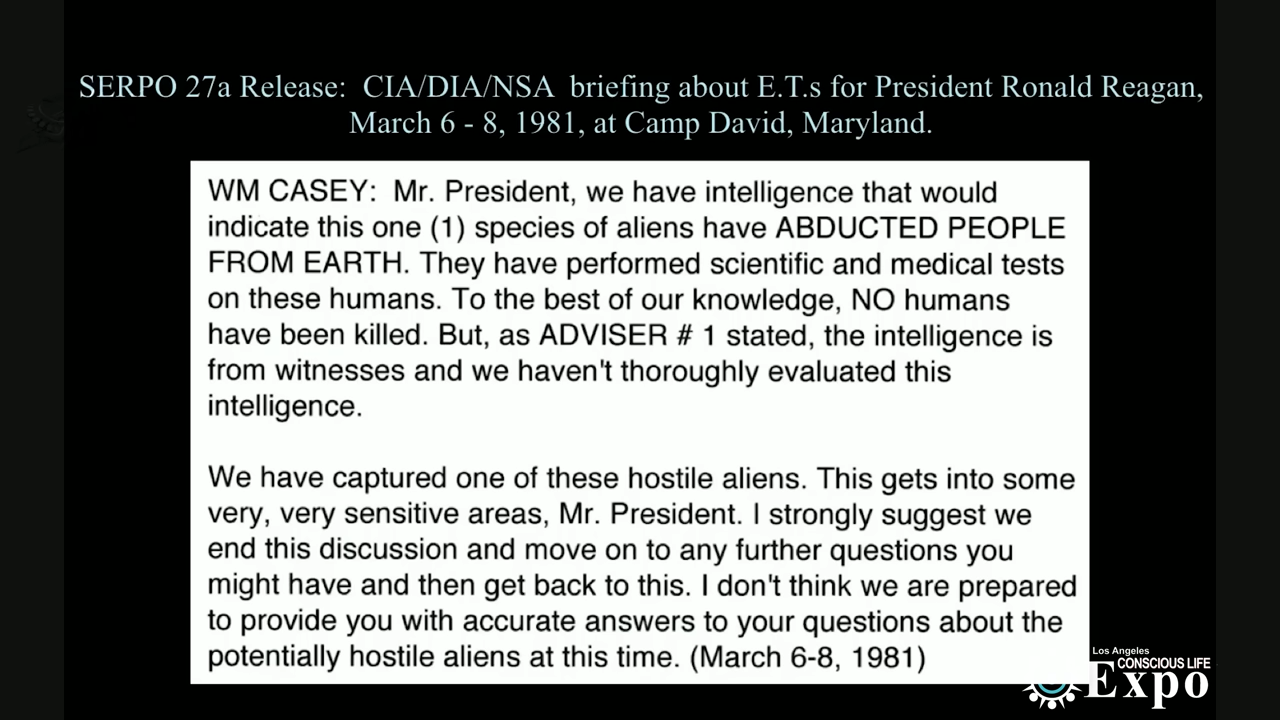 SERPO 27a Release:  CIA/DIA/NSA  briefing about E.T.s for President Ronald Reagan,
March 6 - 8, 1981, at Camp David, Maryland.
WM CASEY:  Mr. President, we have intelligence that would
indicate this one (1) species of aliens have ABDUCTED PEOPLE
FROM EARTH. They have performed scientific and medical tests
on these humans. To the best of our knowledge, NO humans
have been killed. But, as ADVISER # 1 stated, the intelligence is
from witnesses and we haven't thoroughly evaluated this
intelligence.
We have captured one of these hostile aliens. This gets into some
very, very sensitive areas, Mr. President. I strongly suggest we
end this discussion and move on to any further questions you
might have and then get back to this. I don't think we are prepared
to provide you with accurate answers to your questions about the
potentially hostile aliens at this time. (March 6-8, 1981)
Los Angeles
CONSCIOUS LIFE
Expo